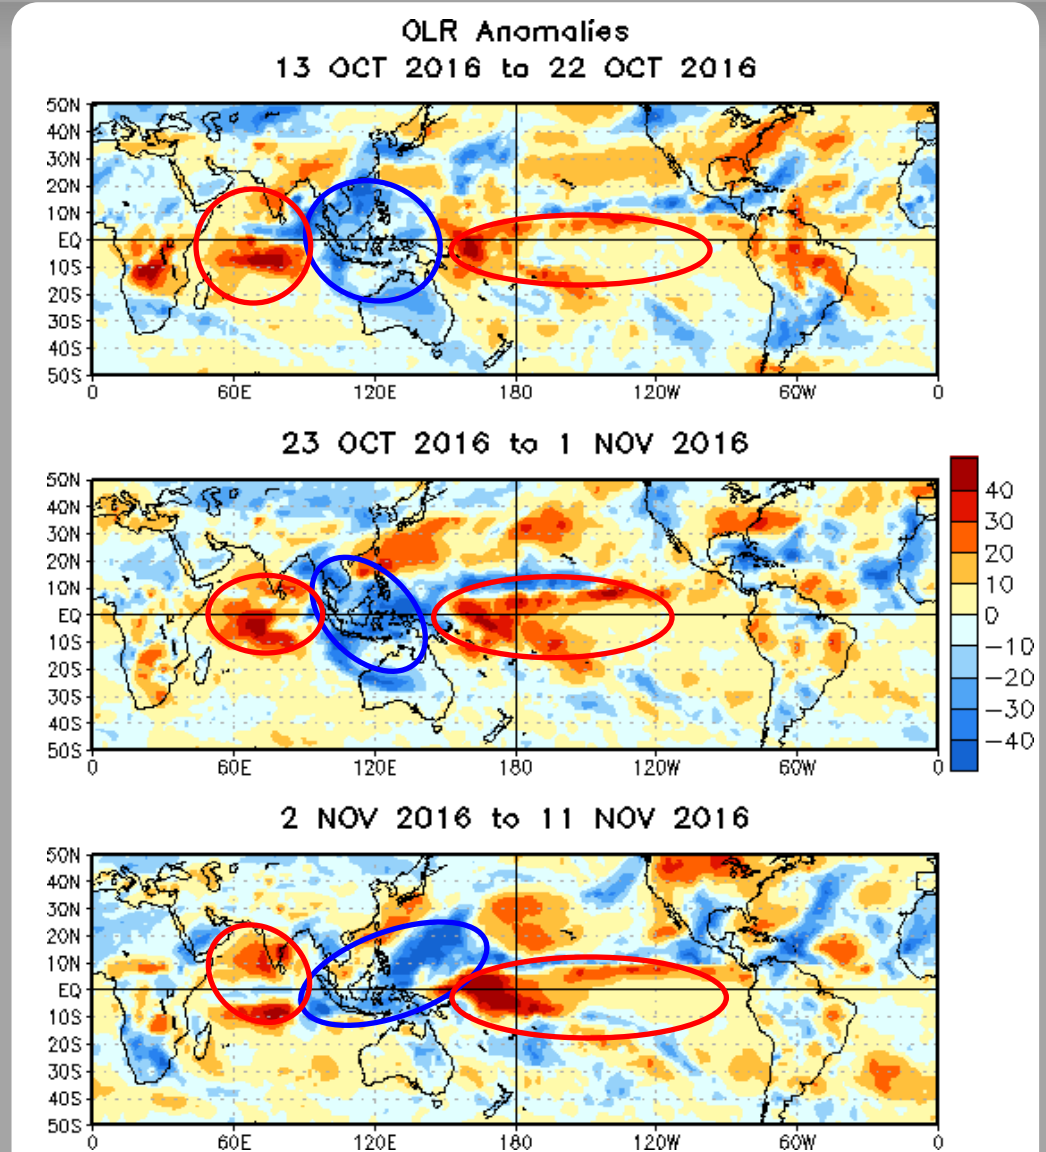 OLR Anomalies
13 OCT 2016 to 22 OCT 2016
50N
40N
30N
20N
10N
EQ
10S
20S
30S
40S
50S
0 60E 120E 180 120W 60W 0
23 OCT 2016 to 1 NOV 2016
50N
40N
30N
20N
10N
EQ
10S
20S
30S
40S
50S
0 60E 120E 180 120W 60W 0
40
30
20
10
0
-10
-20
-30
-40
2 NOV 2016 to 11 NOV 2016
50N
40N
30N
20N
10N
EQ
10S
20S
30S
40S
50S
0 60E 120E 180 120W 60W 0